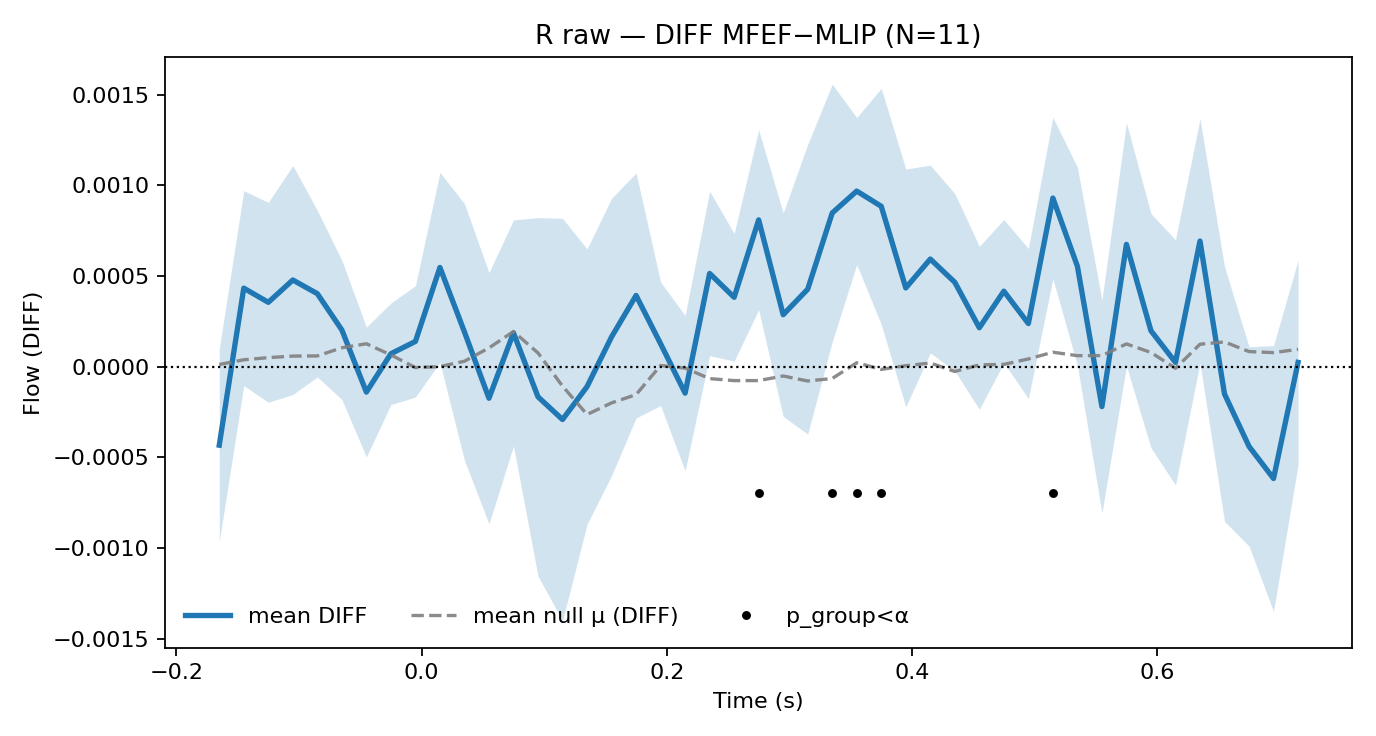 R raw — DIFF MFEF−MLIP (N=11)
Flow (DIFF)
0.0015
0.0010
0.0005
0.0000
−0.0005
−0.0010
−0.0015
mean DIFF
mean null μ (DIFF)
p_group<α
−0.2
0.0
0.2
0.4
0.6
Time (s)